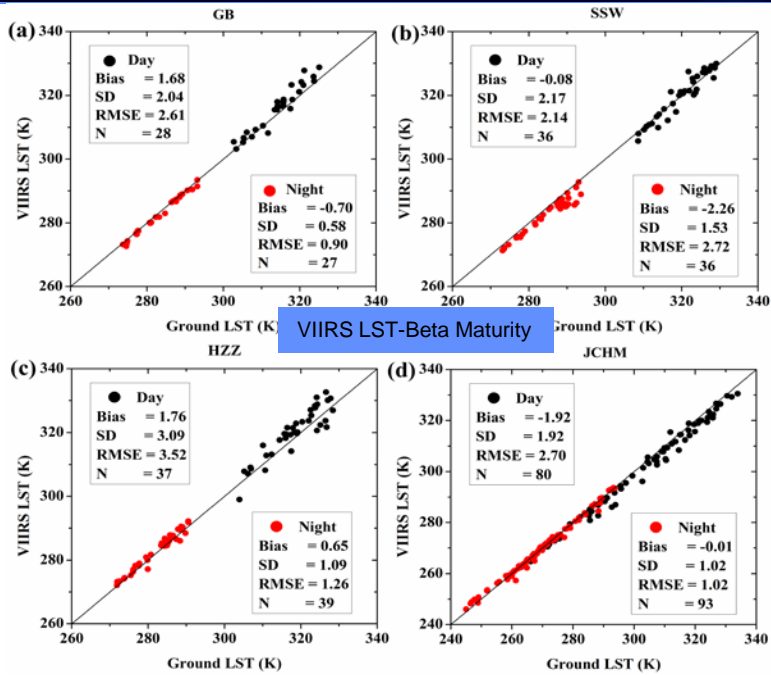 GB
(a)
Day
Bias = 1.68
SD = 2.04
RMSE = 2.61
N = 28
Night
Bias = -0.70
SD = 0.58
RMSE = 0.90
N = 27
340
320
300
280
260
260 280 300 320 340
VIIRS LST (K)
Ground LST (K)
SSW
(b)
Day
Bias = -0.08
SD = 2.17
RMSE = 2.14
N = 36
Night
Bias = -2.26
SD = 1.53
RMSE = 2.72
N = 36
340
320
300
280
260
260 280 300 320 340
VIIRS LST (K)
VIIRS LST-Beta Maturity
HZZ
(c)
Day
Bias = 1.76
SD = 3.09
RMSE = 3.52
N = 37
Night
Bias = 0.65
SD = 1.09
RMSE = 1.26
N = 39
340
320
300
280
260
260 280 300 320 340
VIIRS LST (K)
Ground LST (K)
JCHM
(d)
Day
Bias = -1.92
SD = 1.92
RMSE = 2.70
N = 80
Night
Bias = -0.01
SD = 1.02
RMSE = 1.02
N = 93
340
320
300
280
260
240
240 260 280 300 320 340
VIIRS LST (K)
Ground LST (K)